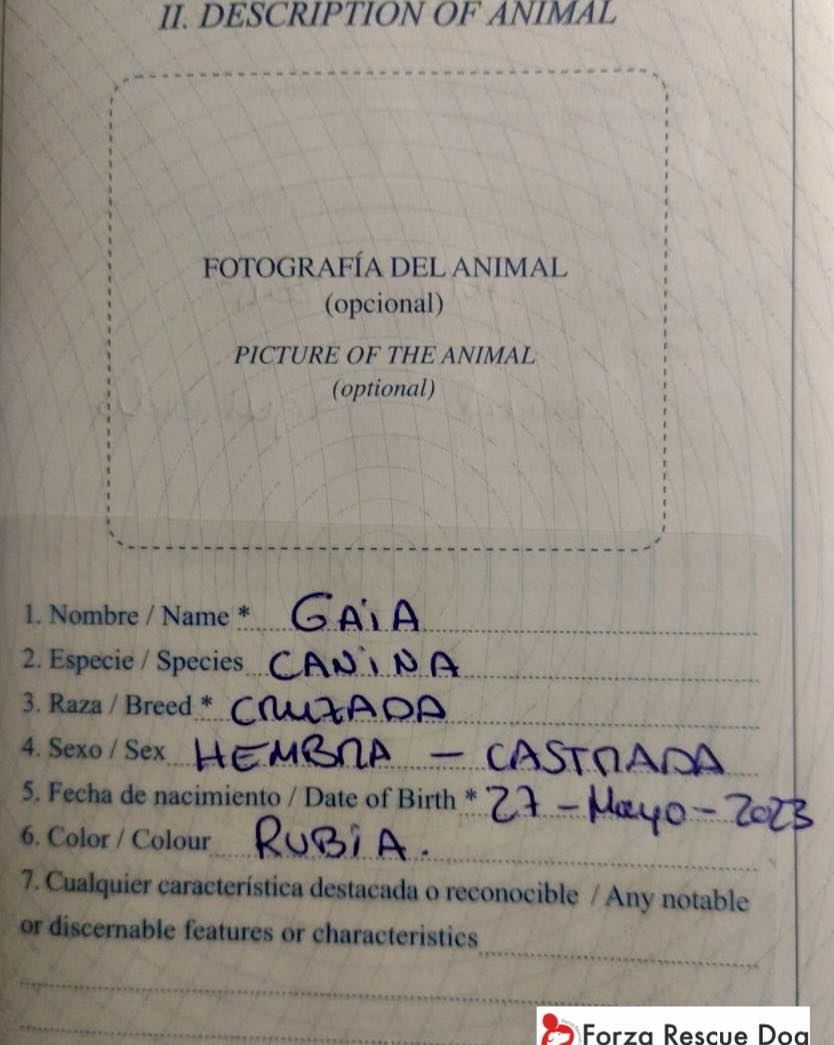 II. DESCRIPTION OF ANIMAL
FOTOGRAFÍA DEL ANIMAL
(opcional)
PICTURE OF THE ANIMAL
(optional)
1. Nombre / Name * GAiA
2. Especie / Species CANiNA
3. Raza / Breed * CRUZADA
4. Sexo / Sex HEMBRA - CASTRADA
5. Fecha de nacimiento / Date of Birth * 27 - Mayo - 2023
6. Color / Colour RUBiA.
7. Cualquier característica destacada o reconocible / Any notable
or discernable features or characteristics
Forza Rescue Dog